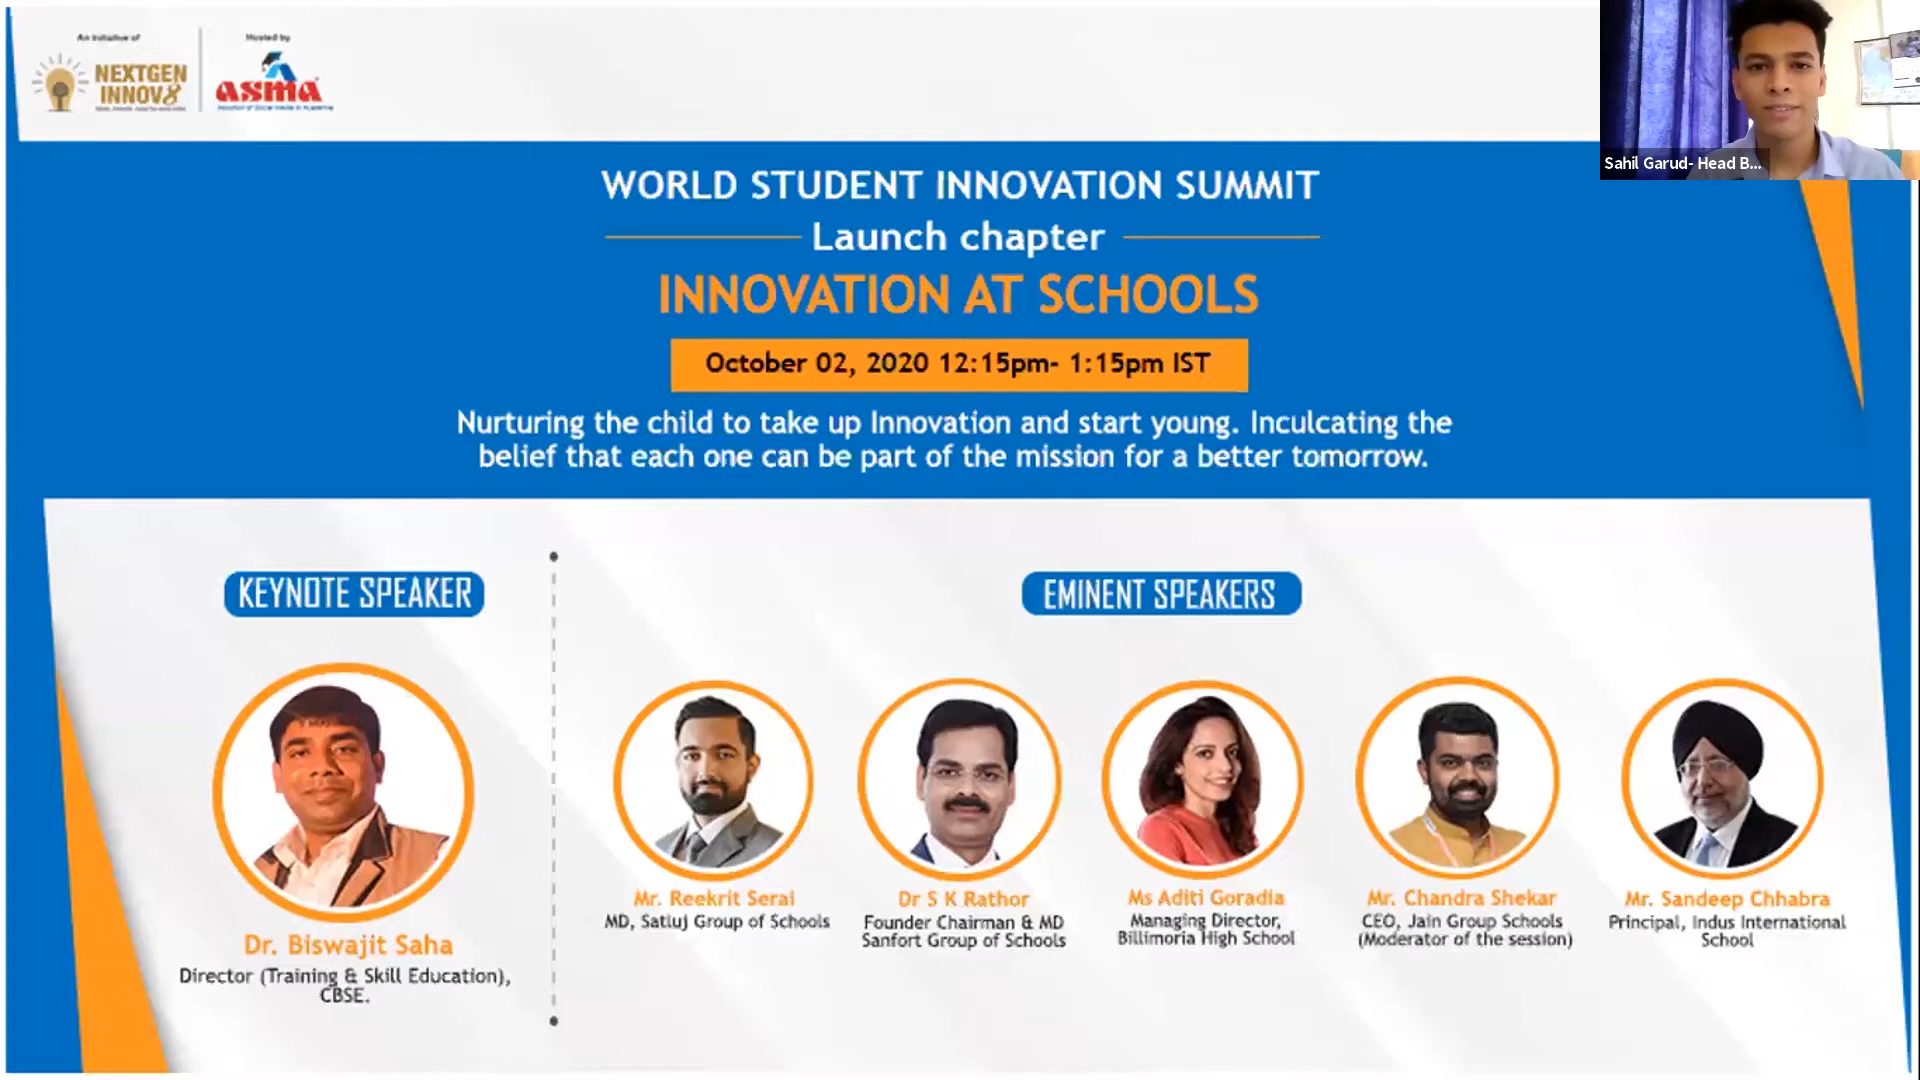 An initiative of
NEXTGEN
INNOV8
Hosted by
asma
Sahil Garud- Head B...
WORLD STUDENT INNOVATION SUMMIT
Launch chapter
INNOVATION AT SCHOOLS
October 02, 2020 12:15pm- 1:15pm IST
Nurturing the child to take up Innovation and start young. Inculcating the
belief that each one can be part of the mission for a better tomorrow.
KEYNOTE SPEAKER
EMINENT SPEAKERS
Dr. Biswajit Saha
Director (Training & Skill Education),
CBSE.
Mr. Reekrit Serai
MD, Satluj Group of Schools
Dr S K Rathor
Founder Chairman & MD
Sanfort Group of Schools
Ms Aditi Goradia
Managing Director,
Billimoria High School
Mr. Chandra Shekar
CEO, Jain Group Schools
(Moderator of the session)
Mr. Sandeep Chhabra
Principal, Indus International
School